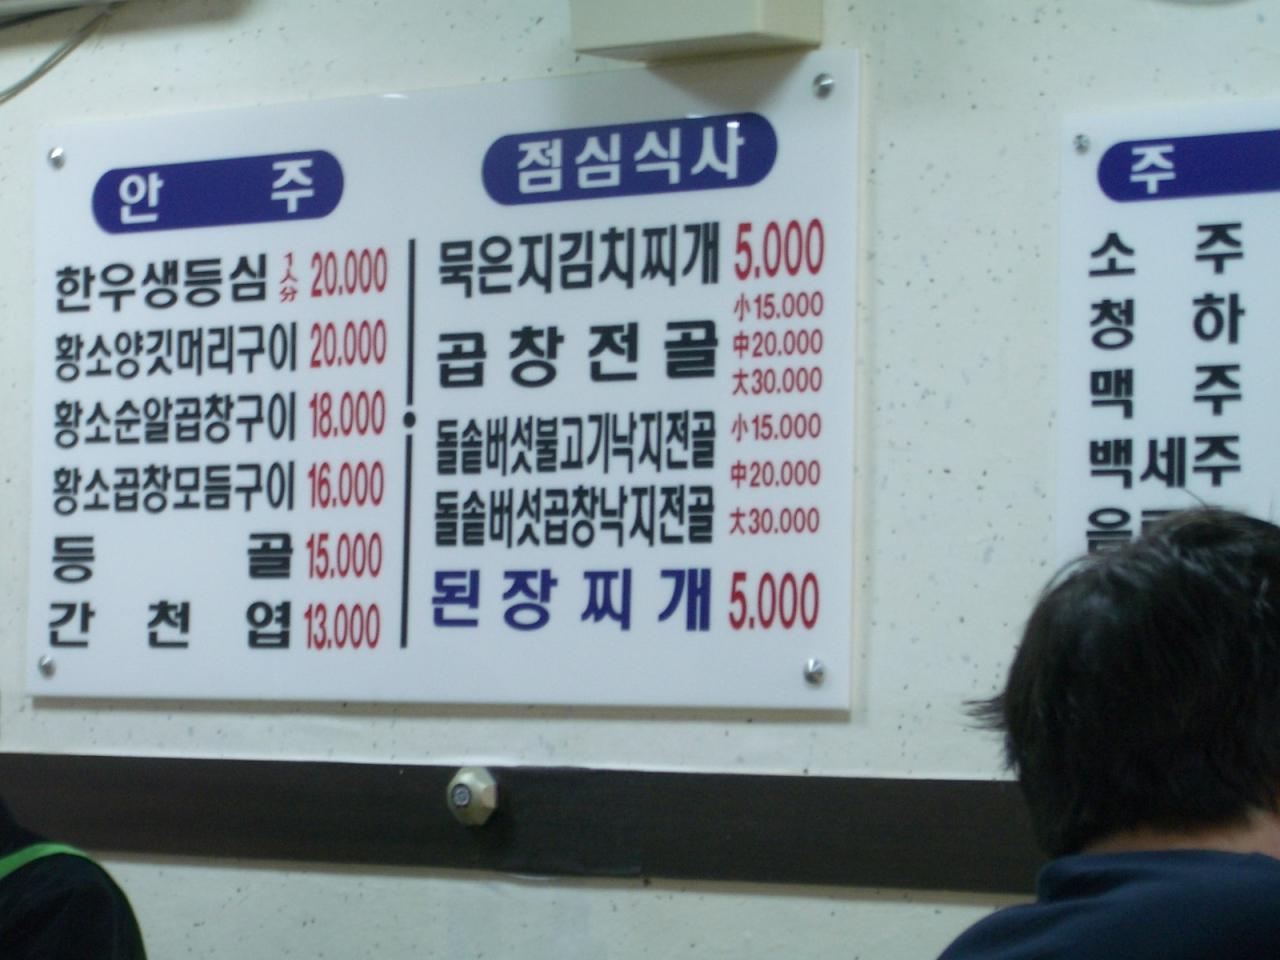 안 주
한우생등심 1人分 20.000
황소양깃머리구이 20.000
황소순알곱창구이 18.000
황소곱창모듬구이 16.000
등 골 15.000
간 천 엽 13.000
점심식사
묵은지김치찌개 5.000
곱창전골 小15.000
中20.000
大30.000
돌솥버섯불고기낙지전골 小15.000
中20.000
돌솥버섯곱창낙지전골 大30.000
된장찌개 5.000
주
소 주
청 하
맥 주
백세주